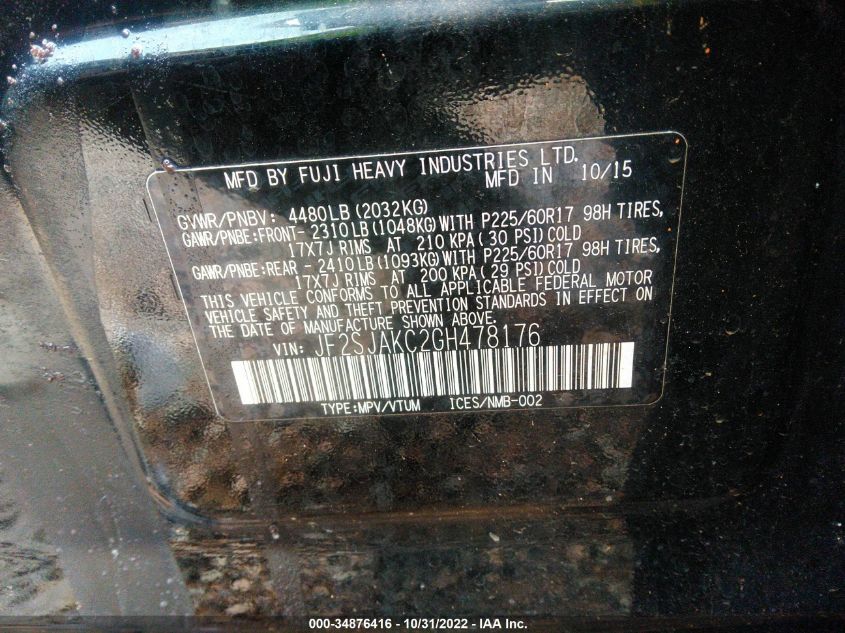 MFD BY FUJI HEAVY INDUSTRIES LTD.
MFD IN 10/15
GVWR/PNBV: 4480LB (2032KG)
GAWR/PNBE:FRONT- 2310LB (1048KG) WITH P225/60R17 98H TIRES,
17X7J RIMS AT 210 KPA ( 30 PSI) COLD
GAWR/PNBE:REAR - 2410LB (1093KG) WITH P225/60R17 98H TIRES,
17X7J RIMS AT 200 KPA ( 29 PSI) COLD
THIS VEHICLE CONFORMS TO ALL APPLICABLE FEDERAL MOTOR
VEHICLE SAFETY AND THEFT PREVENTION STANDARDS IN EFFECT ON
THE DATE OF MANUFACTURE SHOWN ABOVE.
VIN: JF2SJAKC2GH478176
TYPE:MPV/VTUM ICES/NMB-002
000-34876416 - 10/31/2022 - IAA Inc.